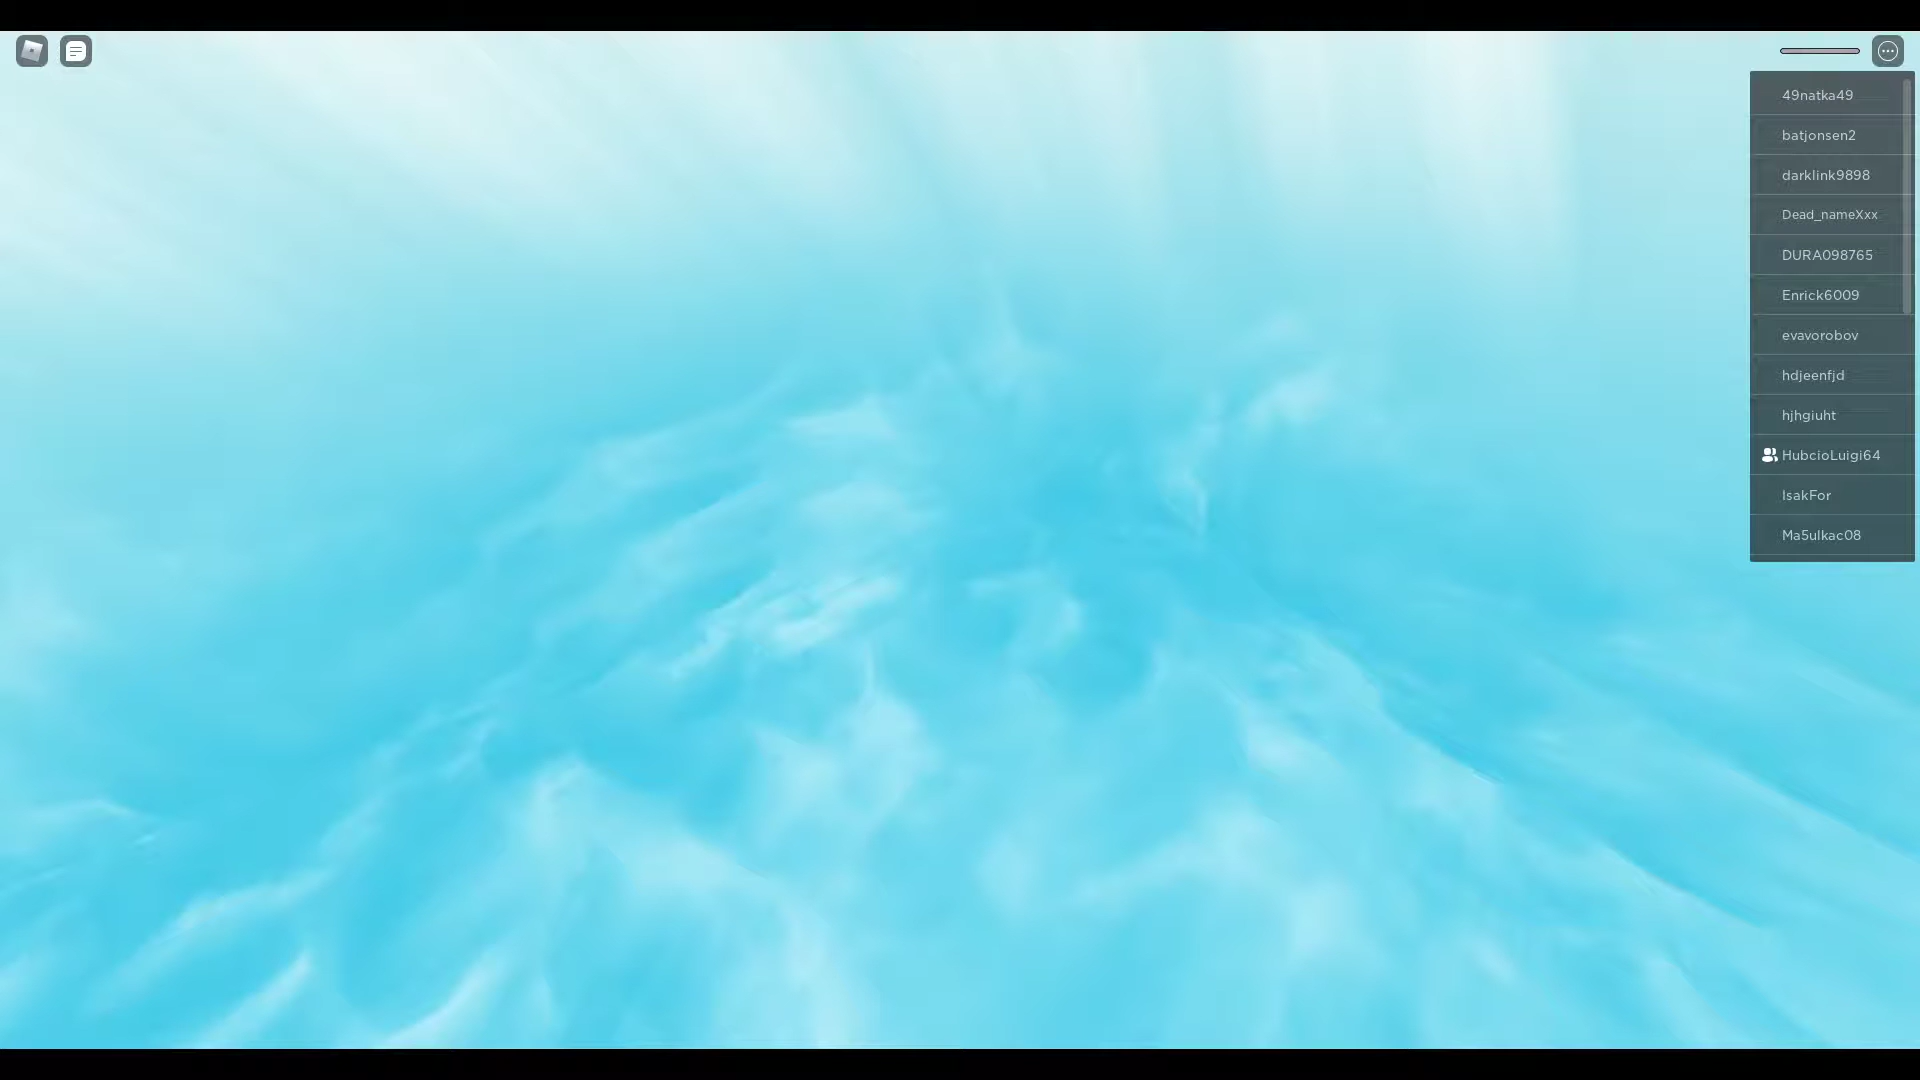 49natka49
batjonsen2
darklink9898
Dead_nameXxx
DURA098765
Enrick6009
evavorobov
hdjeenfjd
hjhgiuht
HubcioLuigi64
IsakFor
Ma5ulkac08